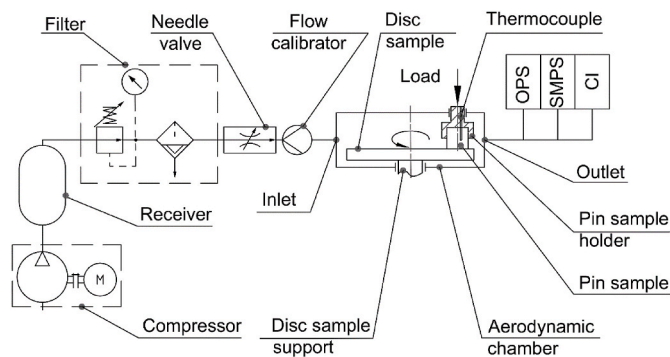 Filter
Needle
valve
Flow
calibrator
Disc
sample
Thermocouple
Load
OPS
SMPS
CI
Receiver
Inlet
Outlet
Pin sample
holder
M
Pin sample
Compressor
Disc sample
support
Aerodynamic
chamber